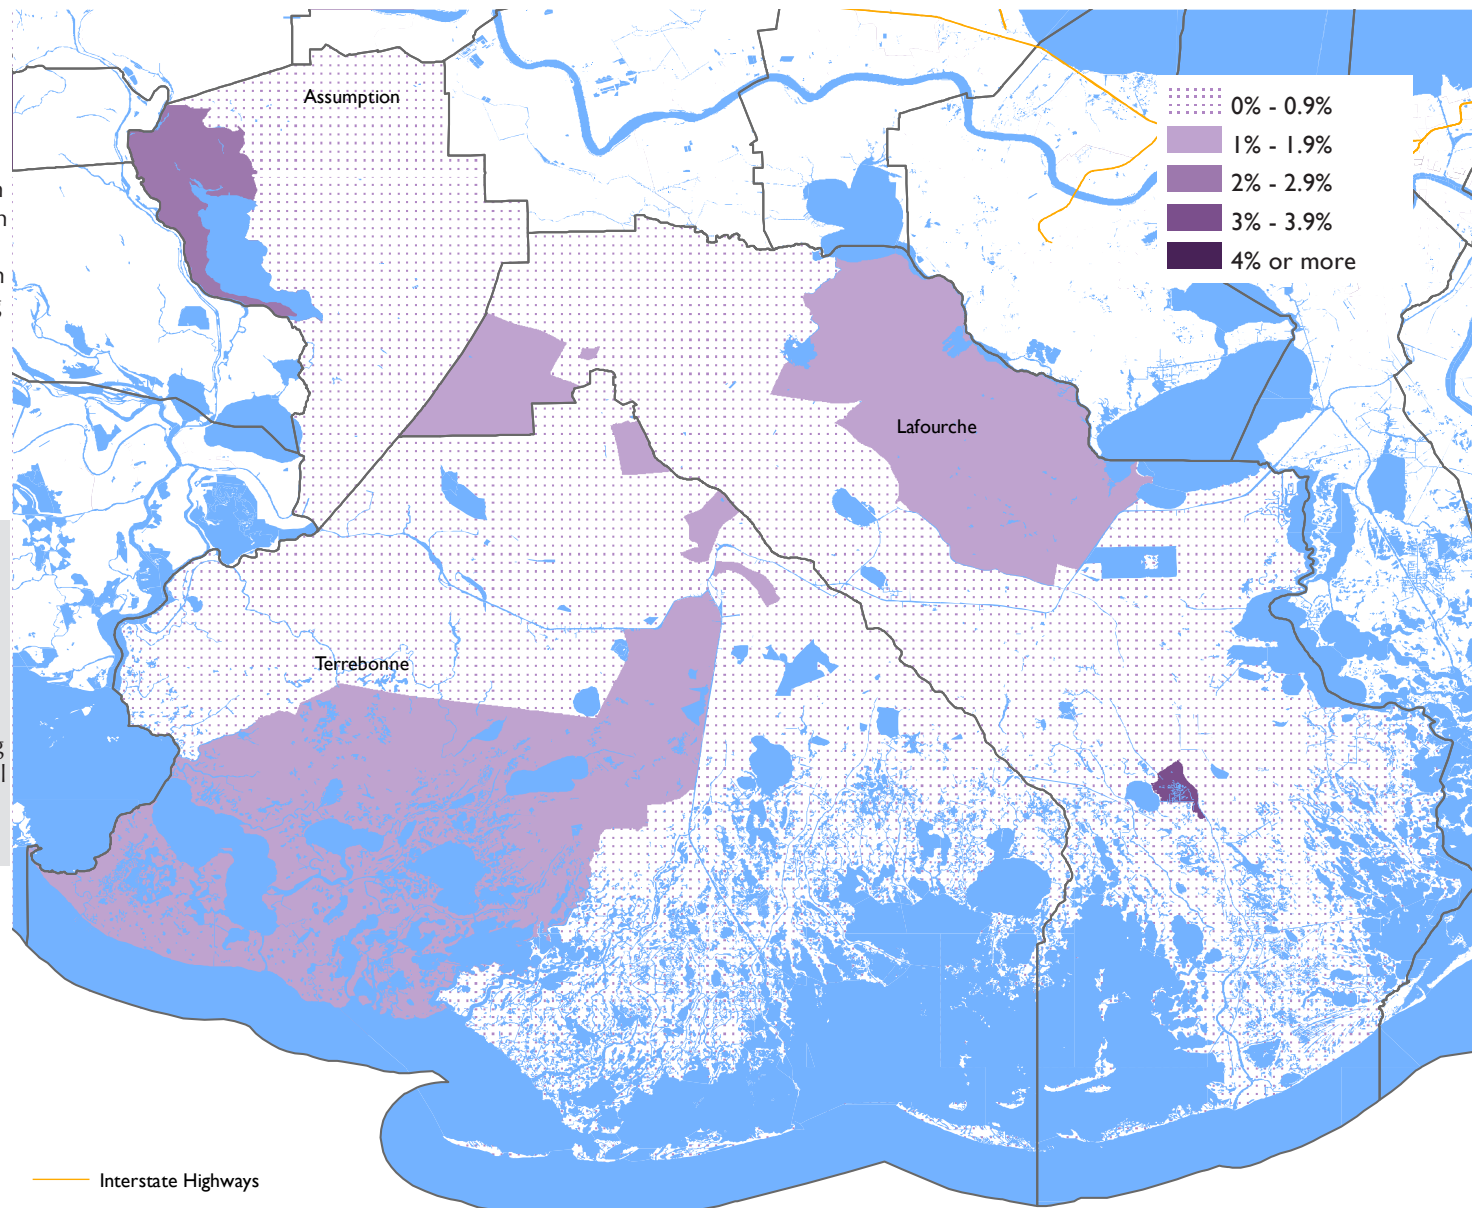 Assumption
0% - 0.9%
1% - 1.9%
2% - 2.9%
3% - 3.9%
4% or more
Lafourche
Terrebonne
Interstate Highways